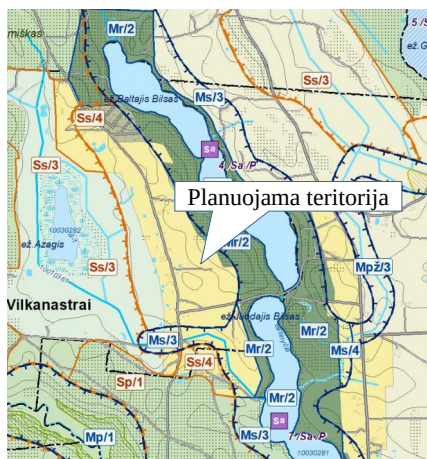 miškas
Mr/2
5 /S
ež. G
Ss/3
ež. Baltajis Bilsas
Ms/3
Ss/4
Sa
Ss/3
4 /Sa /P
Planuojama teritorija
10030282
Mr/2
ež. Azagis
Ss/3
Mpž/3
Vilkanastrai
ež. Juodajis Bilsas
Ms/3
Mr/2
Mr/2
Ms/4
Ss/4
Sp/1
Mr/2
Sa
Mp/1
Ms/3
7 /Sa /P
10030281